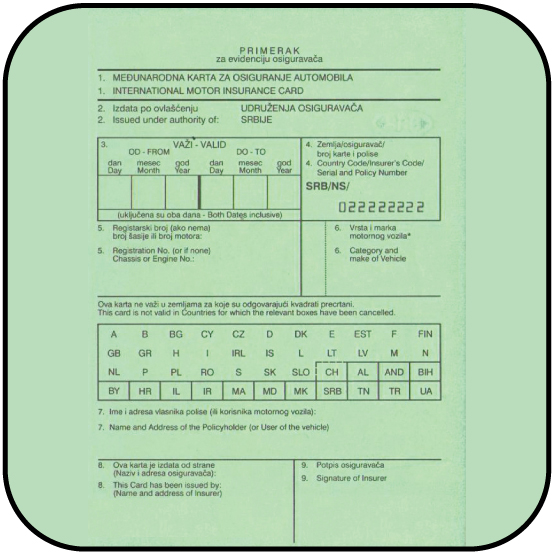 PRIMERAK
za evidenciju osiguravača
1. MEĐUNARODNA KARTA ZA OSIGURANJE AUTOMOBILA
1. INTERNATIONAL MOTOR INSURANCE CARD
2. Izdata po ovlašćenju UDRUŽENJA OSIGURAVAČA
2. Issued under authority of: SRBIJE
3. VAŽI - VALID
OD - FROM DO - TO
dan mesec god dan mesec god
Day Month Year Day Month Year
(uključena su oba dana - Both Dates inclusive)
4. Zemlja/osiguravač/
broj karte i polise
4. Country Code/Insurer's Code/
Serial and Policy Number
SRB/NS/
022222222
5. Registarski broj (ako nema)
broj šasije ili broj motora:
5. Registration No. (or if none)
Chassis or Engine No.:
6. Vrsta i marka
motornog vozila*
6. Category and
make of Vehicle
Ova karta ne važi u zemljama za koje su odgovarajući kvadrati precrtani.
This card is not valid in Countries for which the relevant boxes have been cancelled.
A B BG CY CZ D DK E EST F FIN
GB GR H I IRL IS L LT LV M N
NL P PL RO S SK SLO CH AL AND BIH
BY HR IL IR MA MD MK SRB TN TR UA
7. Ime i adresa vlasnika polise (ili korisnika motornog vozila):
7. Name and Address of the Policyholder (or User of the vehicle)
8. Ova karta je izdata od strane
(Naziv i adresa osiguravača):
8. This Card has been issued by:
(Name and address of Insurer)
9. Potpis osiguravača
9. Signature of Insurer